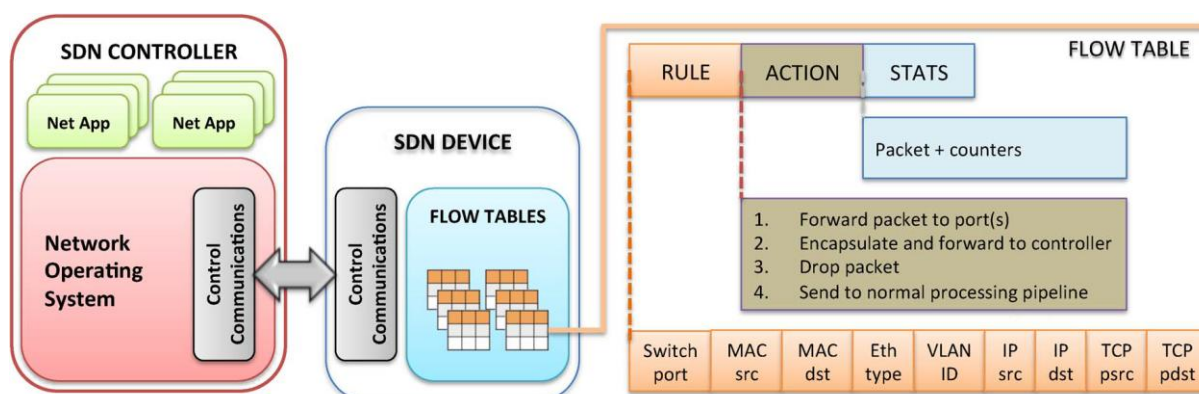 SDN CONTROLLER
Net App
Net App
Network
Operating
System
Control
Communications
SDN DEVICE
Control
Communications
FLOW TABLES
FLOW TABLE
RULE
ACTION
STATS
Packet + counters
1. Forward packet to port(s)
2. Encapsulate and forward to controller
3. Drop packet
4. Send to normal processing pipeline
Switch
port
MAC
src
MAC
dst
Eth
type
VLAN
ID
IP
src
IP
dst
TCP
psrc
TCP
pdst